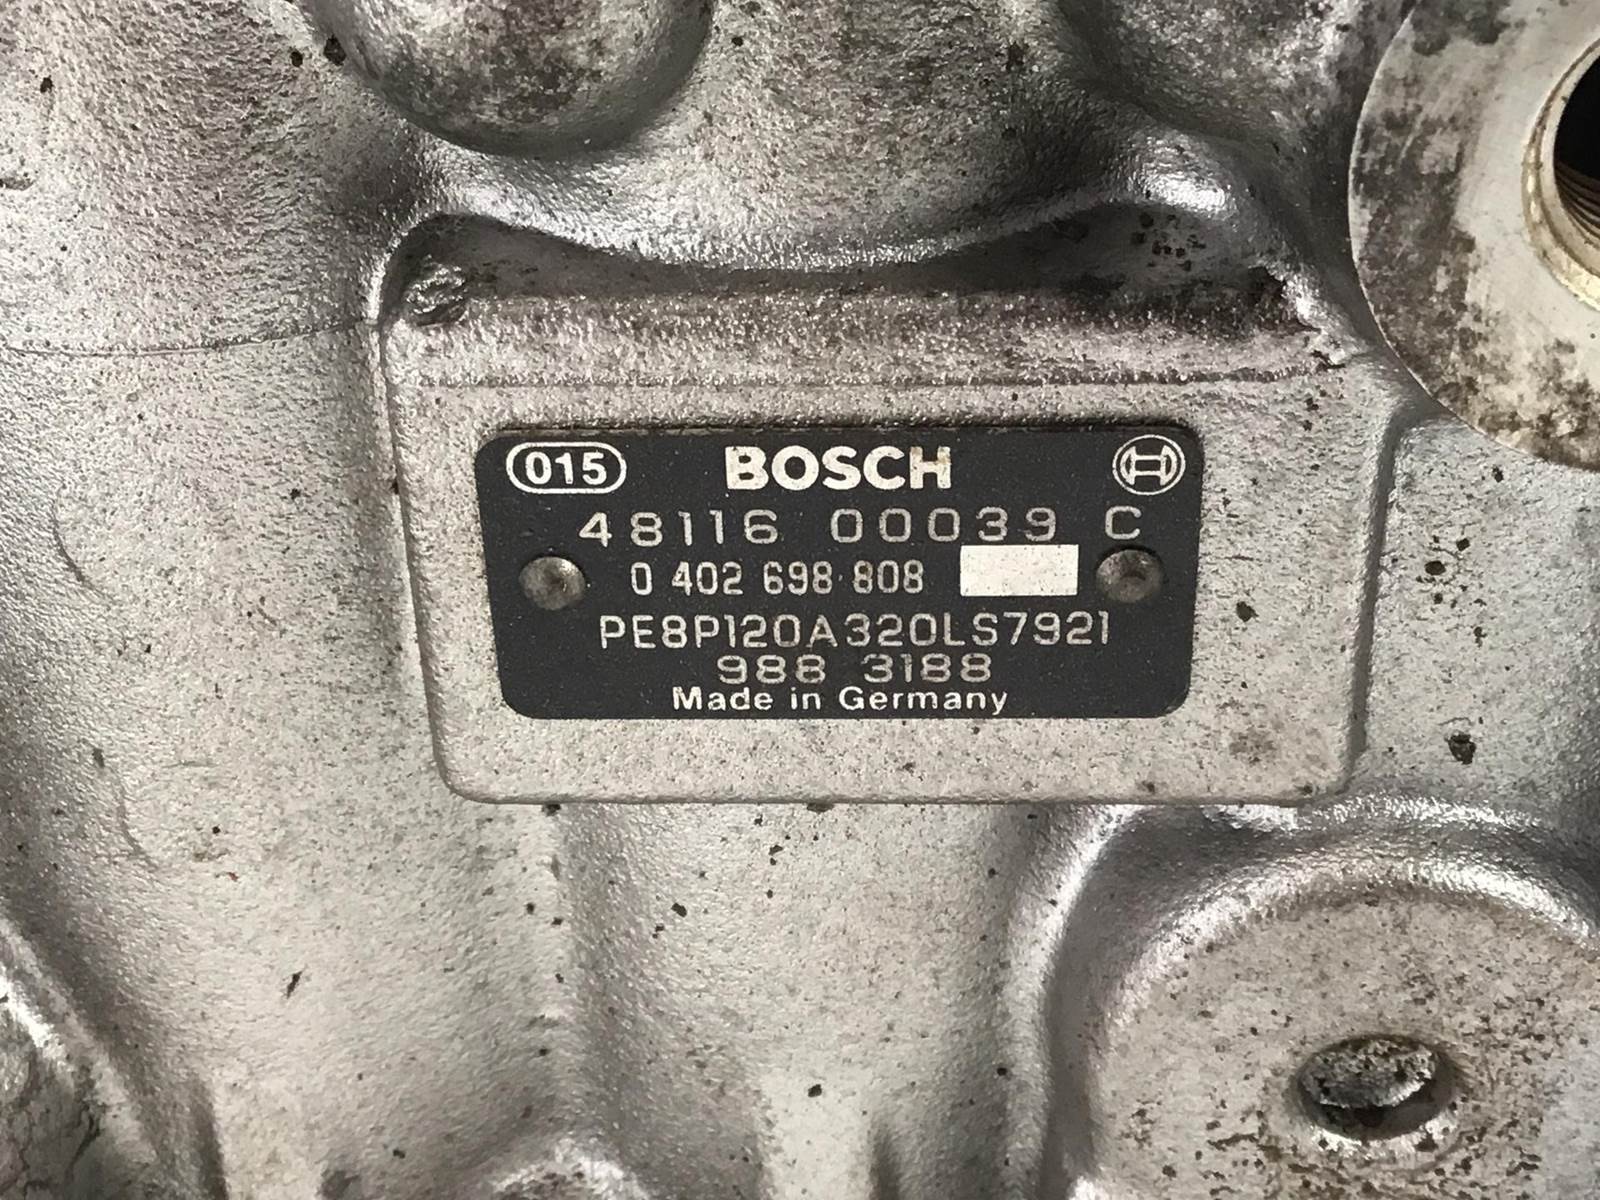 015 BOSCH
48116 00039 C
0 402 698 808
PE8P120A320LS7921
988 3188
Made in Germany